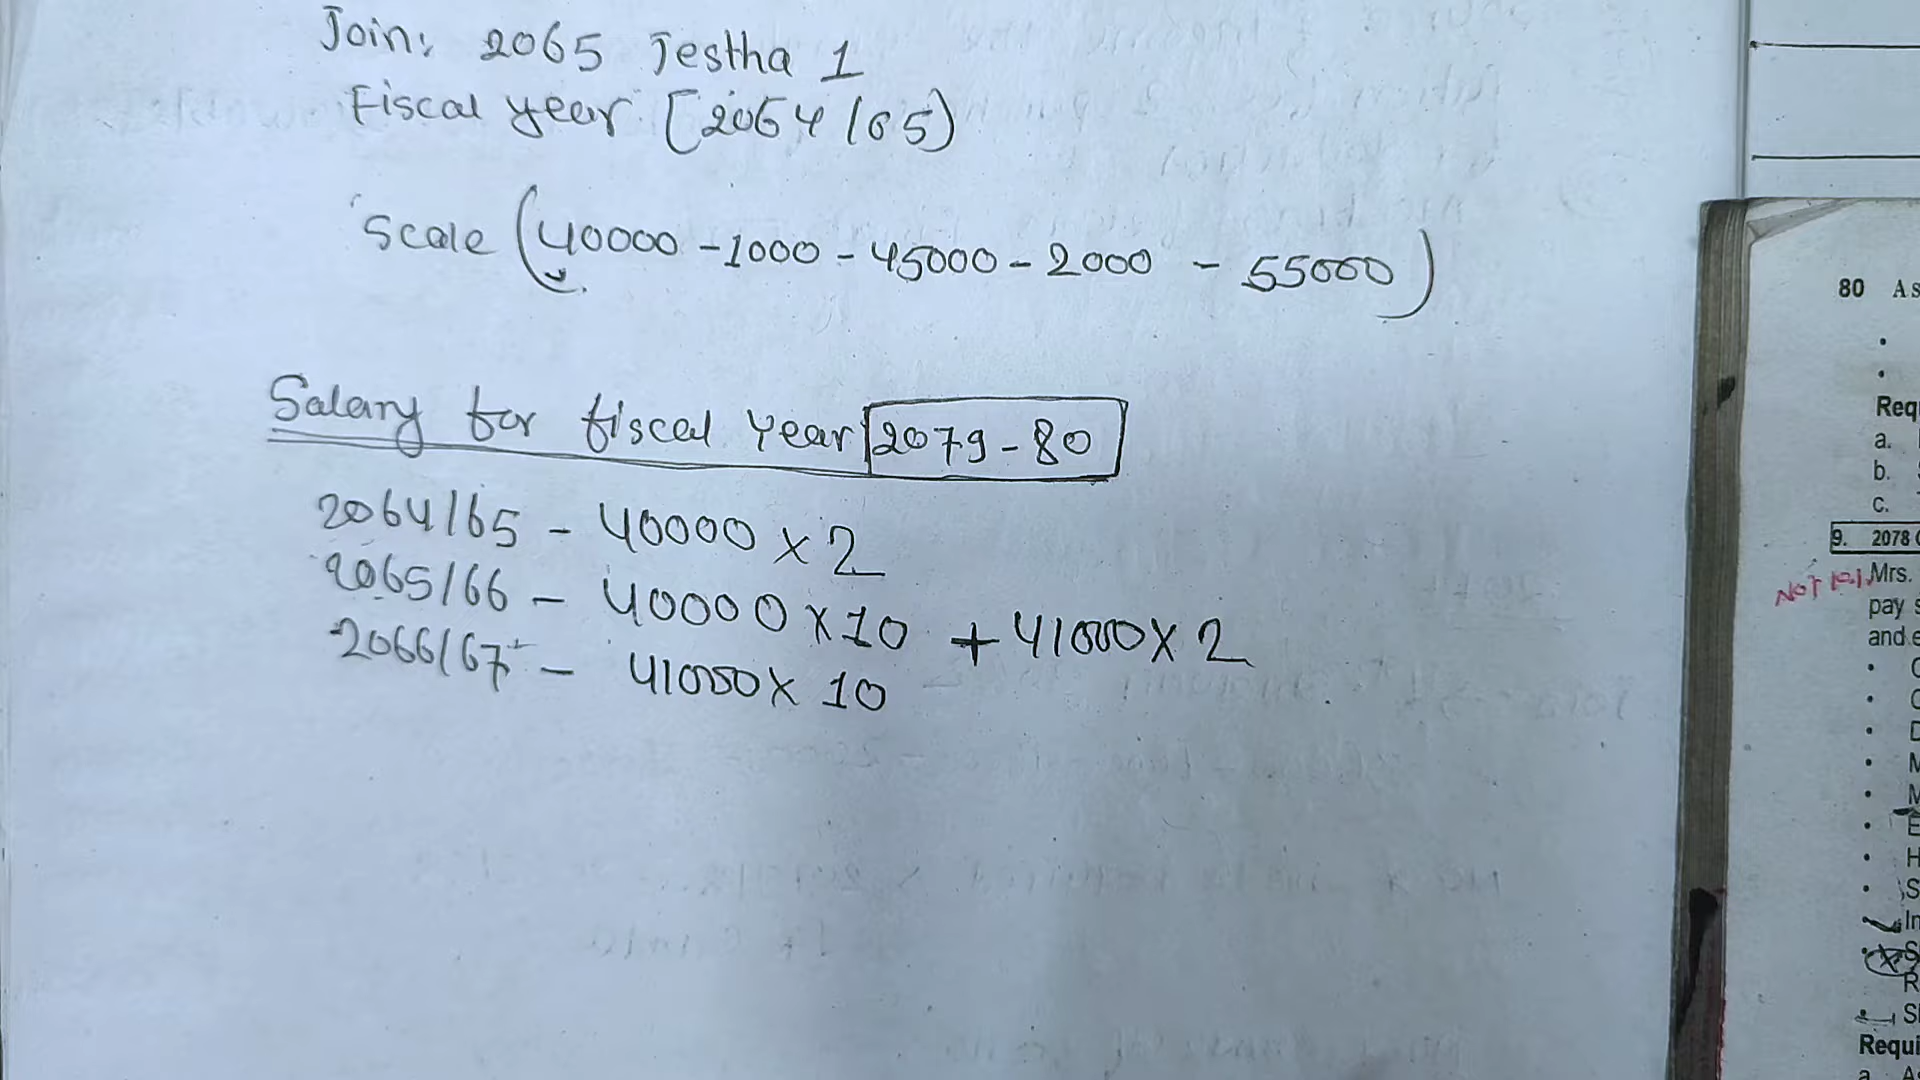 Join: 2065 Jestha 1
Fiscal year [2064/65)
Scale (40000 - 1000 - 45000 - 2000 - 55000)
Salary for fiscal Year 2079-80
2064/65 - 40000 x 2
2065/66 - 40000 x 10 + 41000 x 2
2066/67 - 41000 x 10
80 As
Req
a.
b.
c.
9. 2078
Mrs.
pay s
and e
Requi
a. As